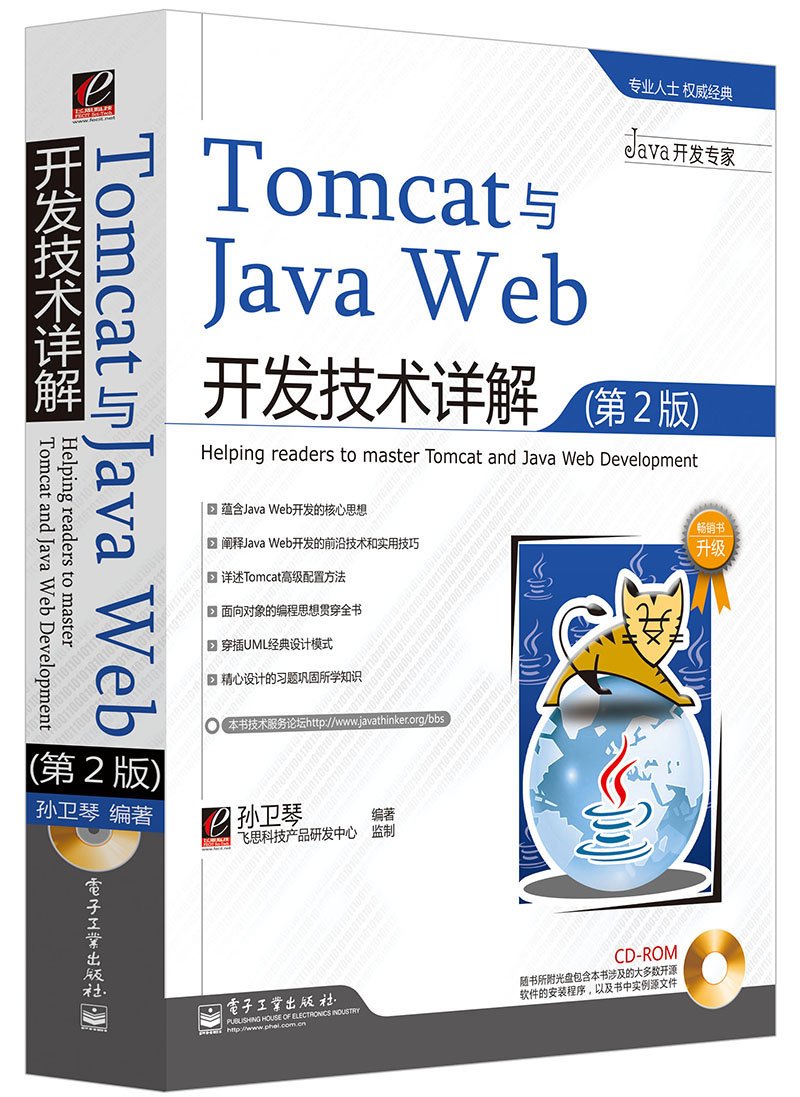 飞思科技
FECIT Sci-Tech
www.fecit.net
Tomcat与Java Web
开发技术详解
Helping readers to master
Tomcat and Java Web Development
(第2版)
孙卫琴 编著
电子工业出版社
专业人士 权威经典
Java开发专家
Tomcat与
Java Web
开发技术详解
(第2版)
Helping readers to master Tomcat and Java Web Development
蕴含Java Web开发的核心思想
阐释Java Web开发的前沿技术和实用技巧
详述Tomcat高级配置方法
面向对象的编程思想贯穿全书
穿插UML经典设计模式
精心设计的习题巩固所学知识
本书技术服务论坛http://www.javathinker.org/bbs
畅销书
升级
孙卫琴 编著
飞思科技产品研发中心 监制
CD-ROM
随书所附光盘包含本书涉及的大多数开源
软件的安装程序，以及书中实例源文件
電子工業出版社·
PUBLISHING HOUSE OF ELECTRONICS INDUSTRY
http://www.phei.com.cn